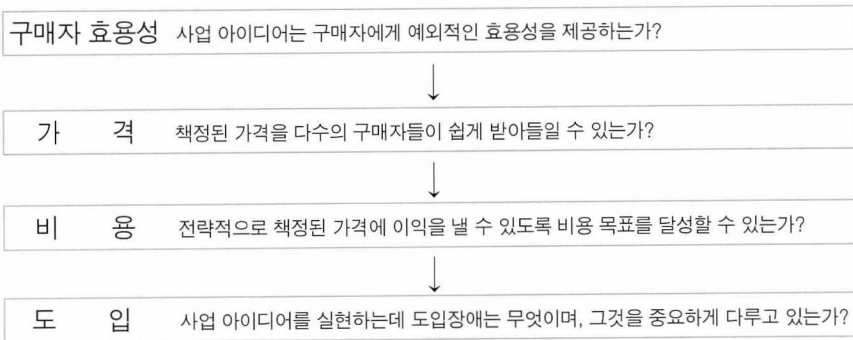 구매자 효용성 사업 아이디어는 구매자에게 예외적인 효용성을 제공하는가?
가 격 책정된 가격을 다수의 구매자들이 쉽게 받아들일 수 있는가?
비 용 전략적으로 책정된 가격에 이익을 낼 수 있도록 비용 목표를 달성할 수 있는가?
도 입 사업 아이디어를 실현하는데 도입장애는 무엇이며, 그것을 중요하게 다루고 있는가?